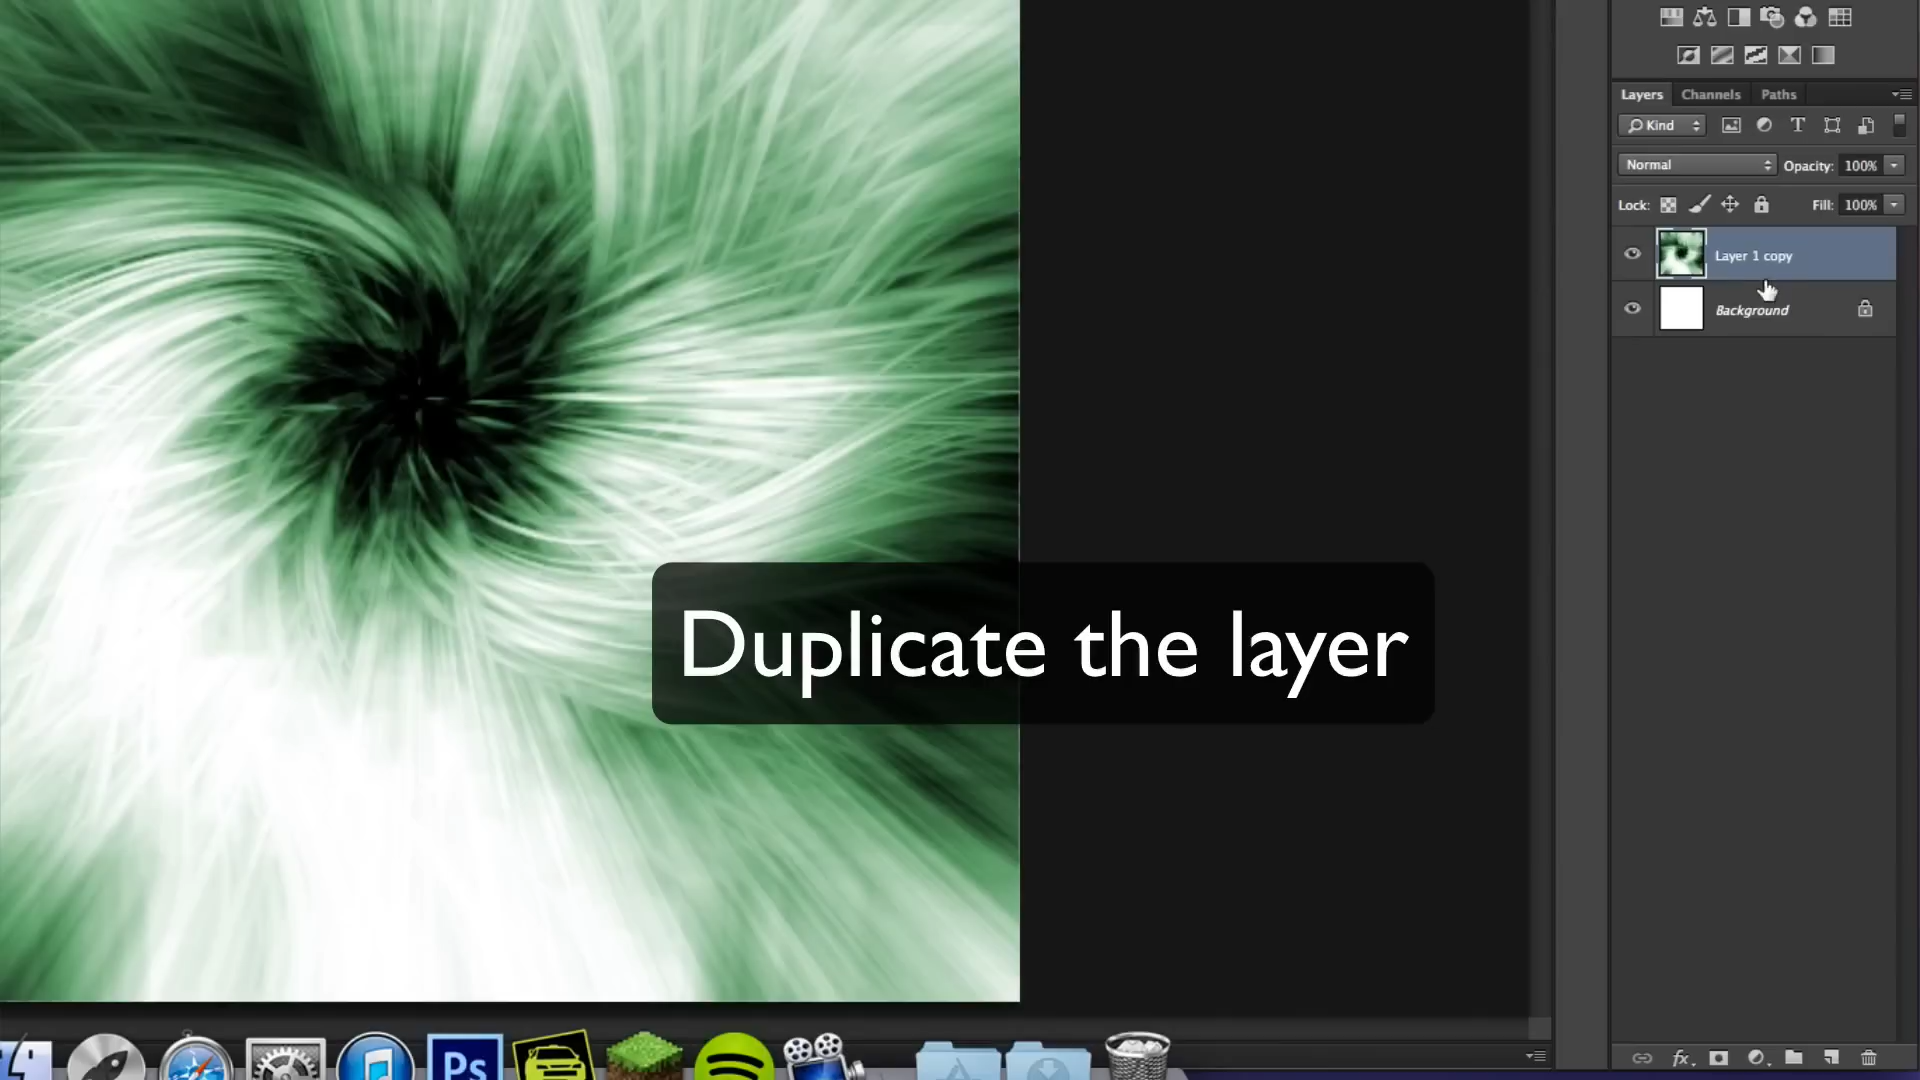 Layers Channels Paths
Kind
Normal Opacity: 100%
Lock: Fill: 100%
Layer 1 copy
Background
Duplicate the layer
Ps